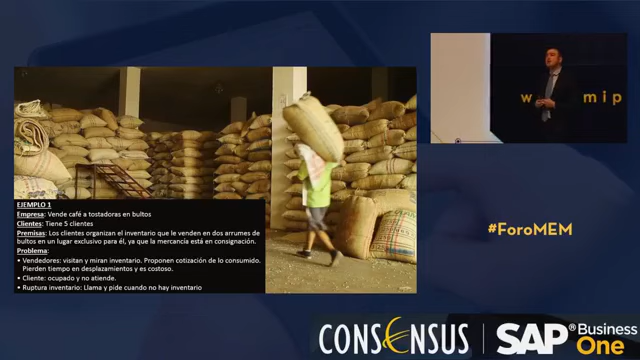 w mip
EJEMPLO 1
Empresa: Vende café a tostadoras en bultos
Clientes: Tiene 5 clientes
Premisas: Los clientes organizan el inventario que le venden en dos arrumes de
bultos en un lugar exclusivo para él, ya que la mercancía está en consignación.
Problema:
• Vendedores: visitan y miran inventario. Proponen cotización de lo consumido.
Pierden tiempo en desplazamientos y es costoso.
• Cliente: ocupado y no atiende.
• Ruptura inventario: Llama y pide cuando no hay inventario
#ForoMEM
CONSENSUS
SAP® Business One